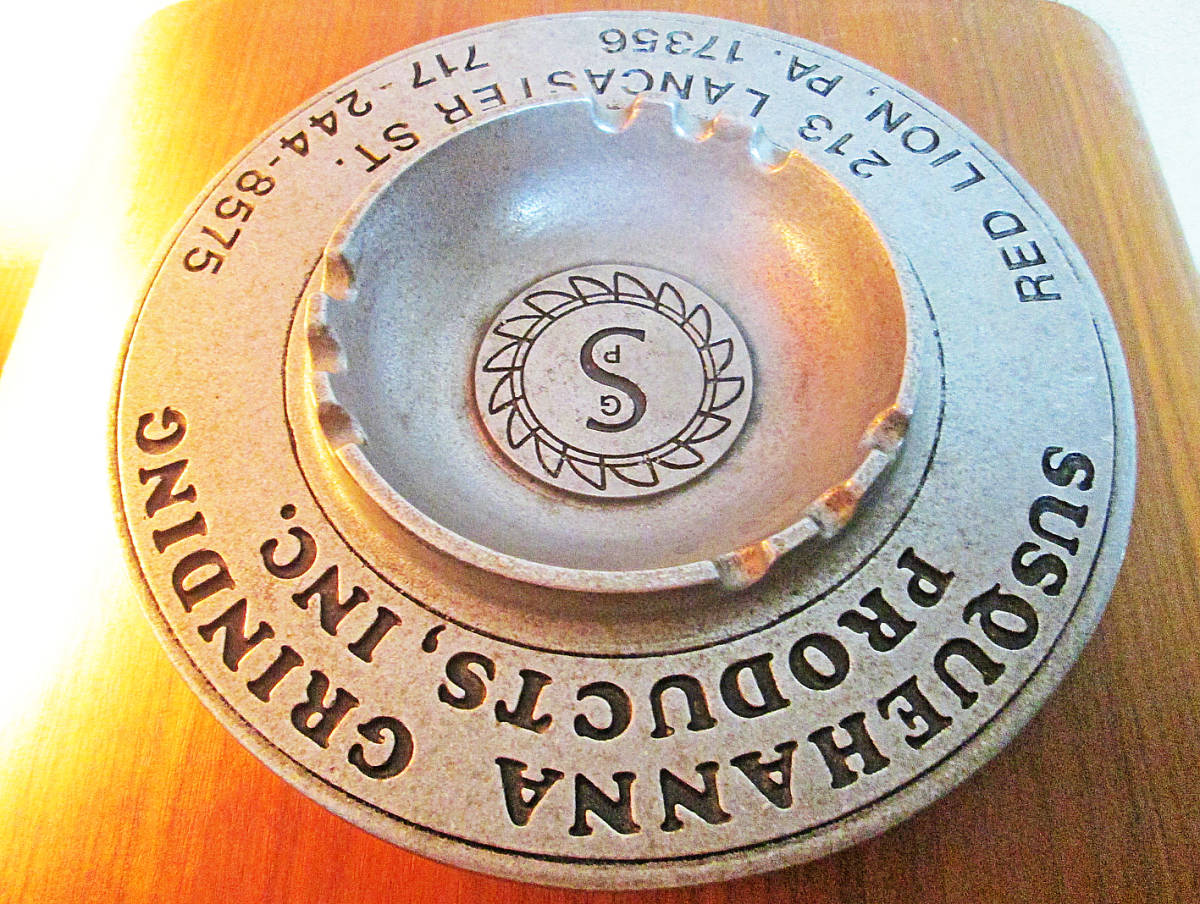 SUSQUEHANNA GRINDING
PRODUCTS, INC.
G S P
213 LANCASTER ST.
RED LION, PA. 17356
717-244-8575